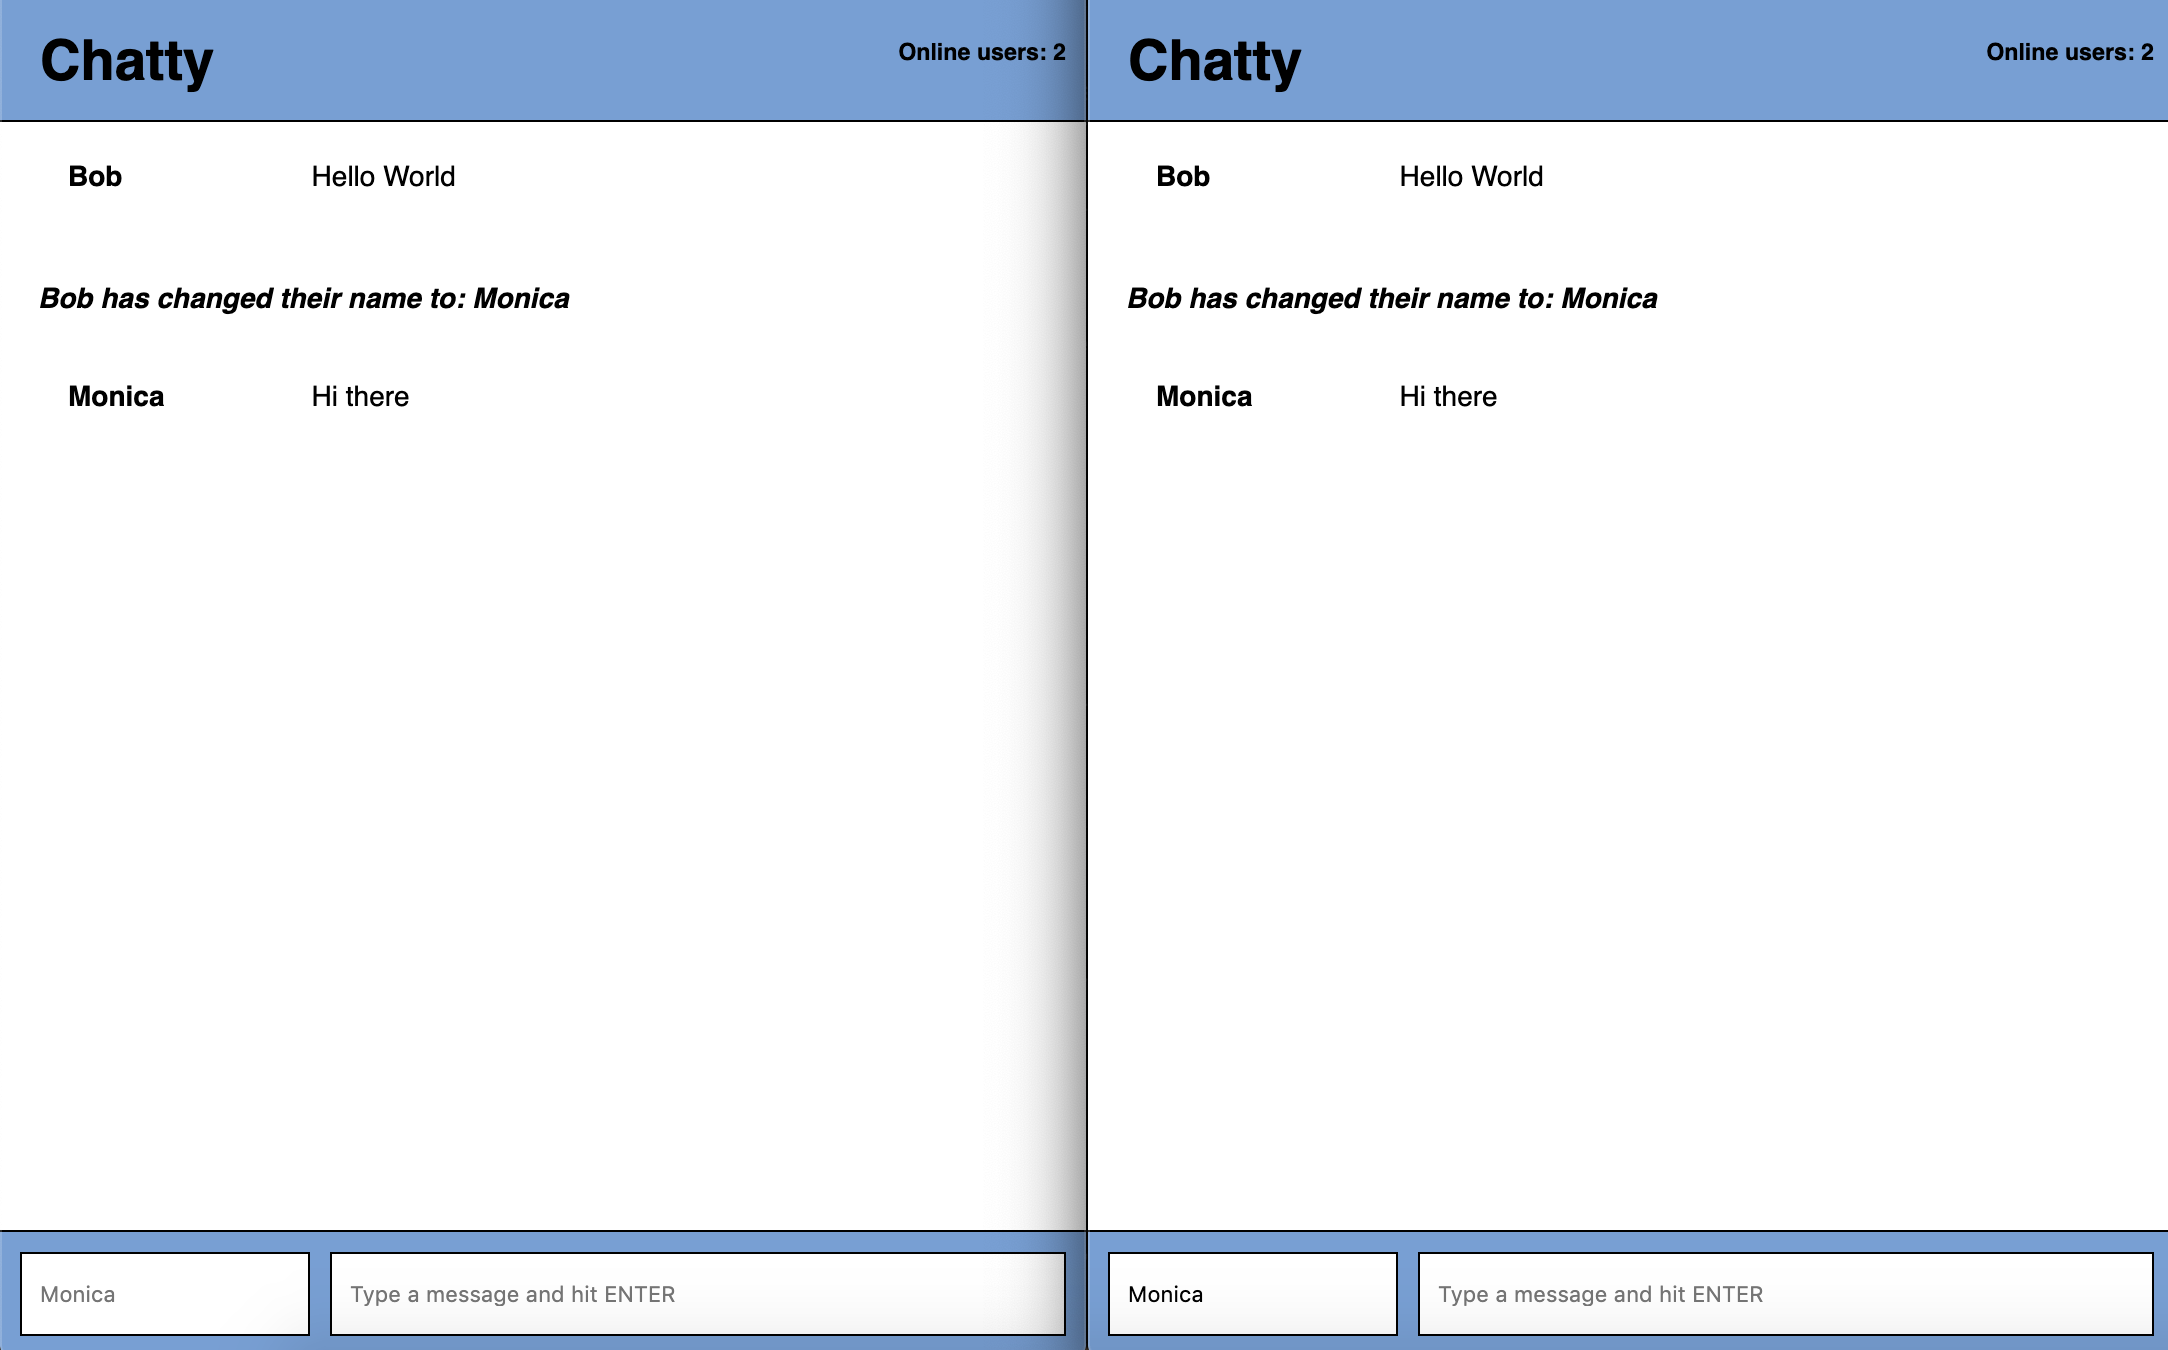 Chatty
Online users: 2
Bob Hello World
Bob has changed their name to: Monica
Monica Hi there
Monica Type a message and hit ENTER
Chatty
Online users: 2
Bob Hello World
Bob has changed their name to: Monica
Monica Hi there
Monica Type a message and hit ENTER